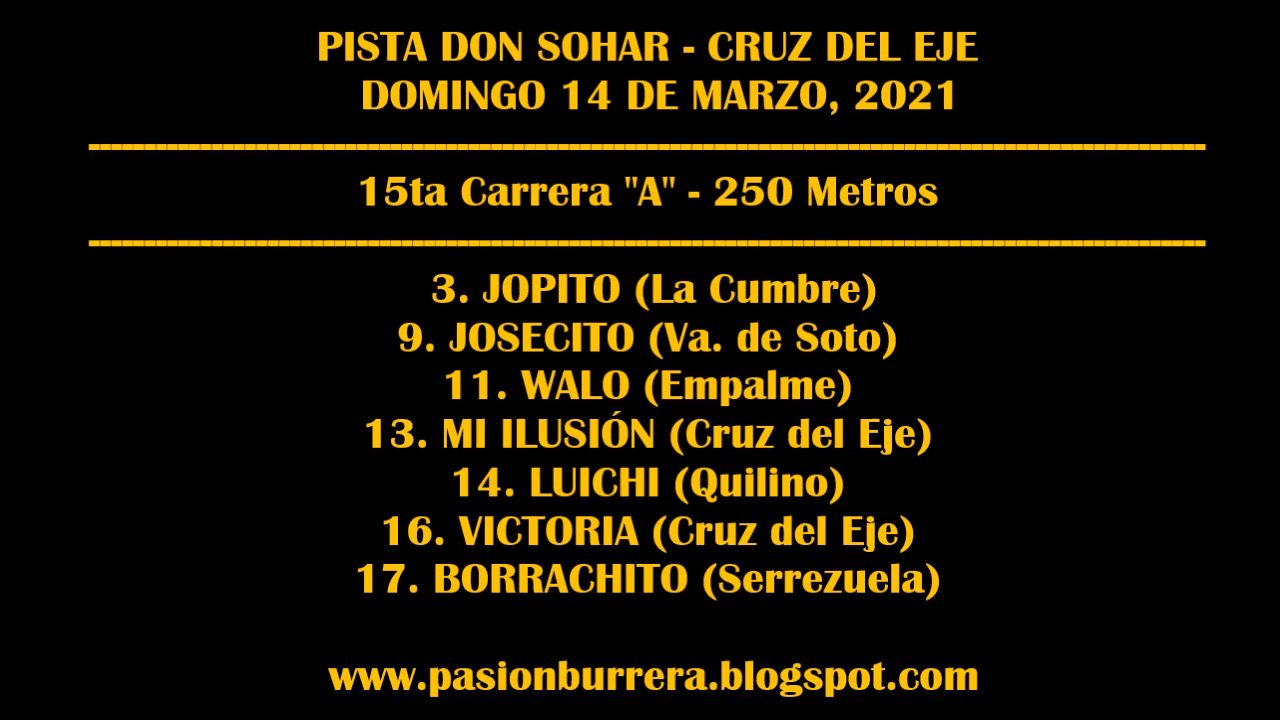 PISTA DON SOHAR - CRUZ DEL EJE
DOMINGO 14 DE MARZO, 2021
15ta Carrera "A" - 250 Metros
3. JOPITO (La Cumbre)
9. JOSECITO (Va. de Soto)
11. WALO (Empalme)
13. MI ILUSIÓN (Cruz del Eje)
14. LUICHI (Quilino)
16. VICTORIA (Cruz del Eje)
17. BORRACHITO (Serrezuela)
www.pasionburrera.blogspot.com